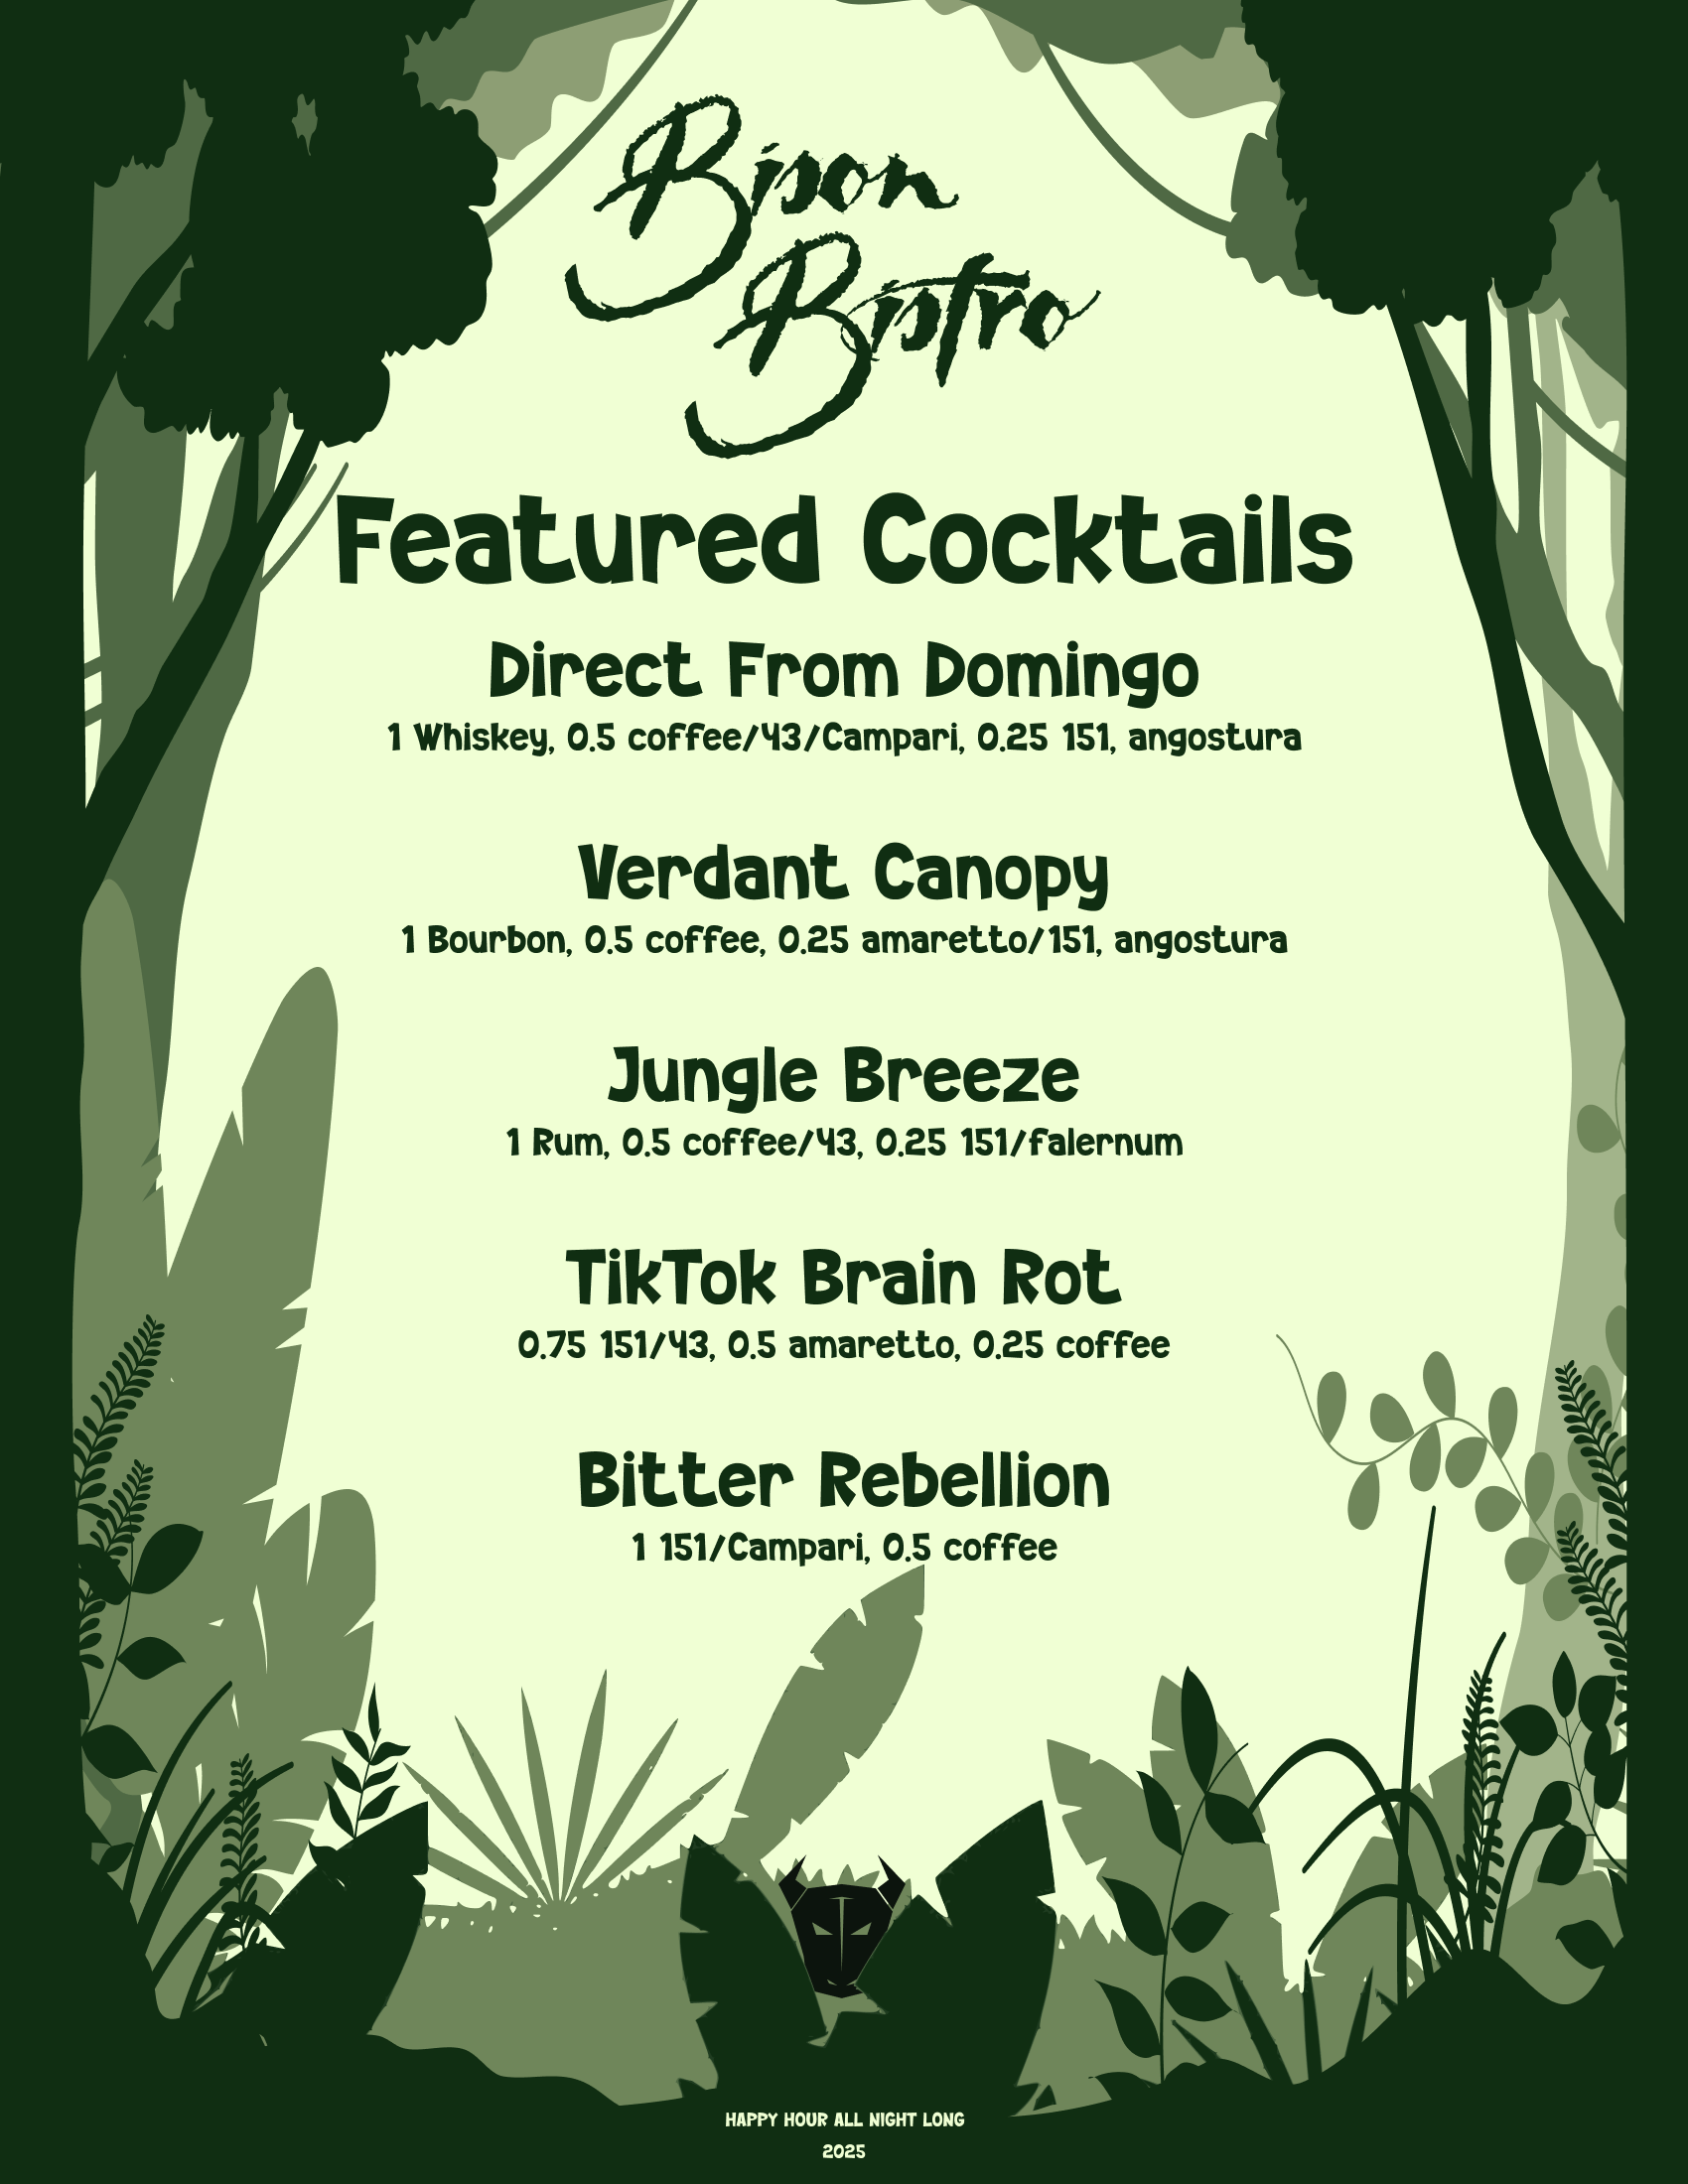 Bison
Bistro
Featured Cocktails
Direct From Domingo
1 Whiskey, 0.5 coffee/43/Campari, 0.25 151, angostura
Verdant Canopy
1 Bourbon, 0.5 coffee, 0.25 amaretto/151, angostura
Jungle Breeze
1 Rum, 0.5 coffee/43, 0.25 151/falernum
TikTok Brain Rot
0.75 151/43, 0.5 amaretto, 0.25 coffee
Bitter Rebellion
1 151/Campari, 0.5 coffee
HAPPY HOUR ALL NIGHT LONG
2025